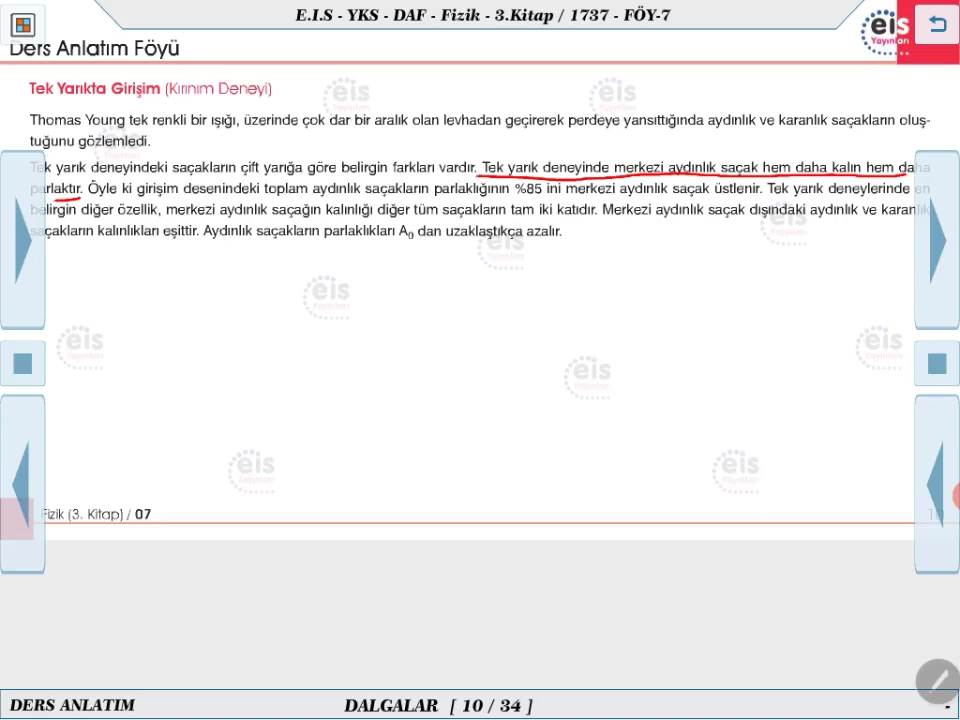 E.I.S - YKS - DAF - Fizik - 3.Kitap / 1737 - FÖY-7
eis
Yayınları
Ders Anlatım Föyü
Tek Yarıkta Girişim (Kırınım Deneyi)
Thomas Young tek renkli bir ışığı, üzerinde çok dar bir aralık olan levhadan geçirerek perdeye yansıttığında aydınlık ve karanlık saçakların oluş-
tuğunu gözlemledi.
Tek yarık deneyindeki saçakların çift yarığa göre belirgin farkları vardır. Tek yarık deneyinde merkezi aydınlık saçak hem daha kalın hem daha
parlaktır. Öyle ki girişim desenindeki toplam aydınlık saçakların parlaklığının %85 ini merkezi aydınlık saçak üstlenir. Tek yarık deneylerinde en
belirgin diğer özellik, merkezi aydınlık saçağın kalınlığı diğer tüm saçakların tam iki katıdır. Merkezi aydınlık saçak dışındaki aydınlık ve karanlık
saçakların kalınlıkları eşittir. Aydınlık saçakların parlaklıkları A₀ dan uzaklaştıkça azalır.
Fizik (3. Kitap) / 07
DERS ANLATIM
DALGALAR [ 10 / 34 ]
-